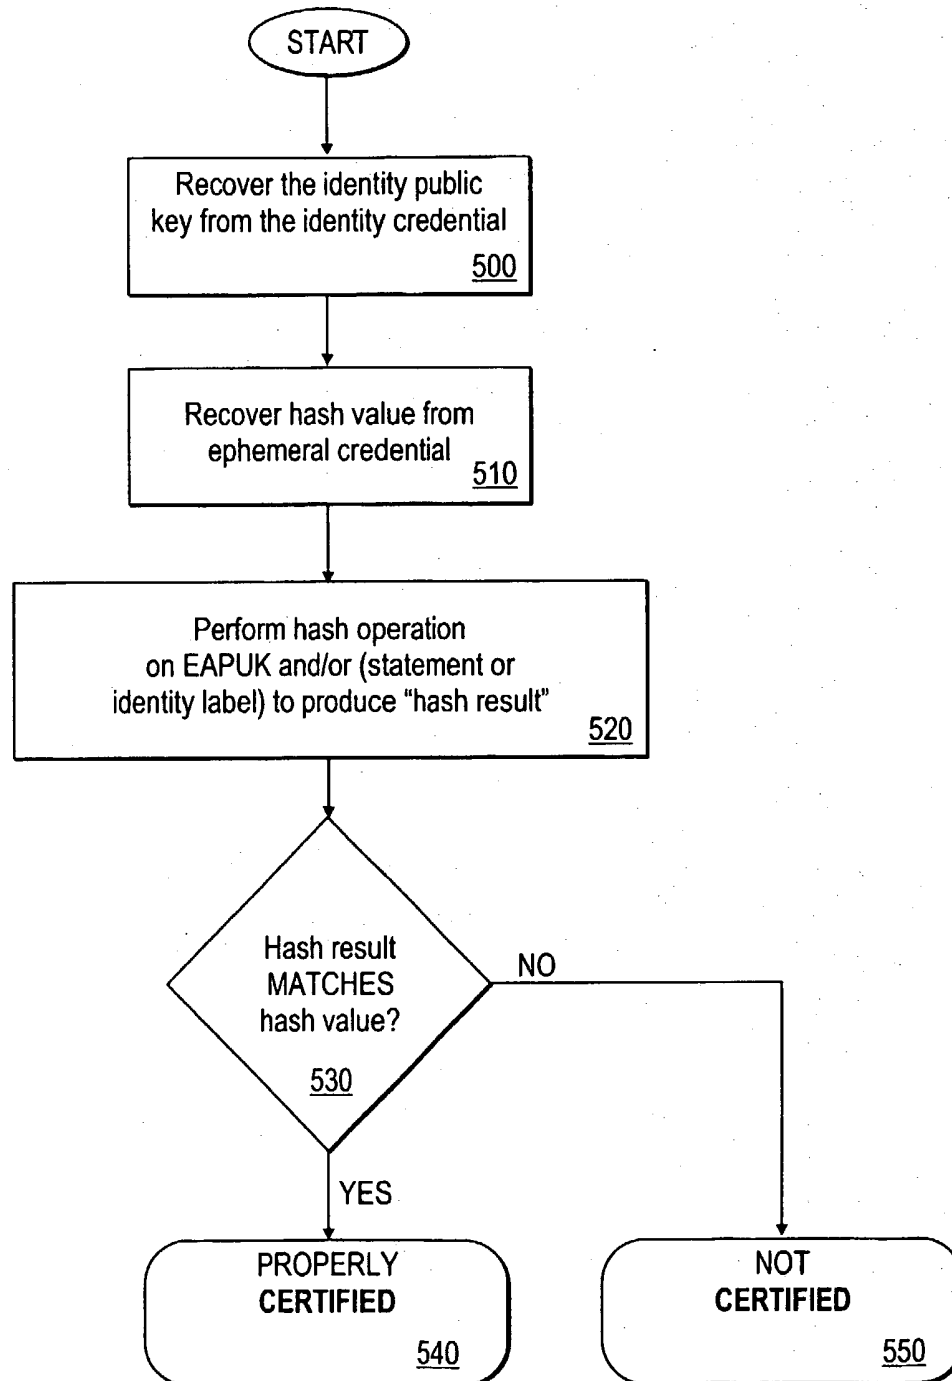 START
Recover the identity public
key from the identity credential
500
Recover hash value from
ephemeral credential
510
Perform hash operation
on EAPUK and/or (statement or
identity label) to produce “hash result”
520
Hash result
MATCHES
hash value?
530
NO
YES
PROPERLY
CERTIFIED
540
NOT
CERTIFIED
550